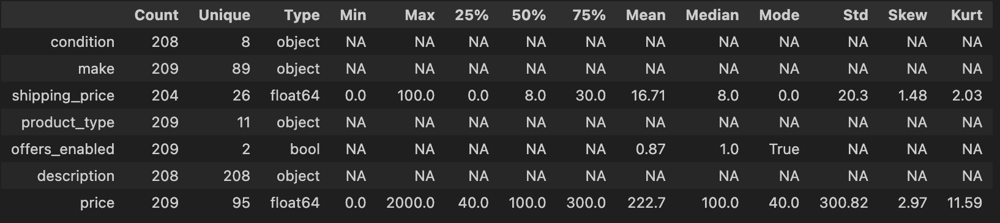 Count Unique Type Min Max 25% 50% 75% Mean Median Mode Std Skew Kurt
condition 208 8 object NA NA NA NA NA NA NA NA NA NA NA
make 209 89 object NA NA NA NA NA NA NA NA NA NA NA
shipping_price 204 26 float64 0.0 100.0 0.0 8.0 30.0 16.71 8.0 0.0 20.3 1.48 2.03
product_type 209 11 object NA NA NA NA NA NA NA NA NA NA NA
offers_enabled 209 2 bool NA NA NA NA NA 0.87 1.0 True NA NA NA
description 208 208 object NA NA NA NA NA NA NA NA NA NA NA
price 209 95 float64 0.0 2000.0 40.0 100.0 300.0 222.7 100.0 40.0 300.82 2.97 11.59